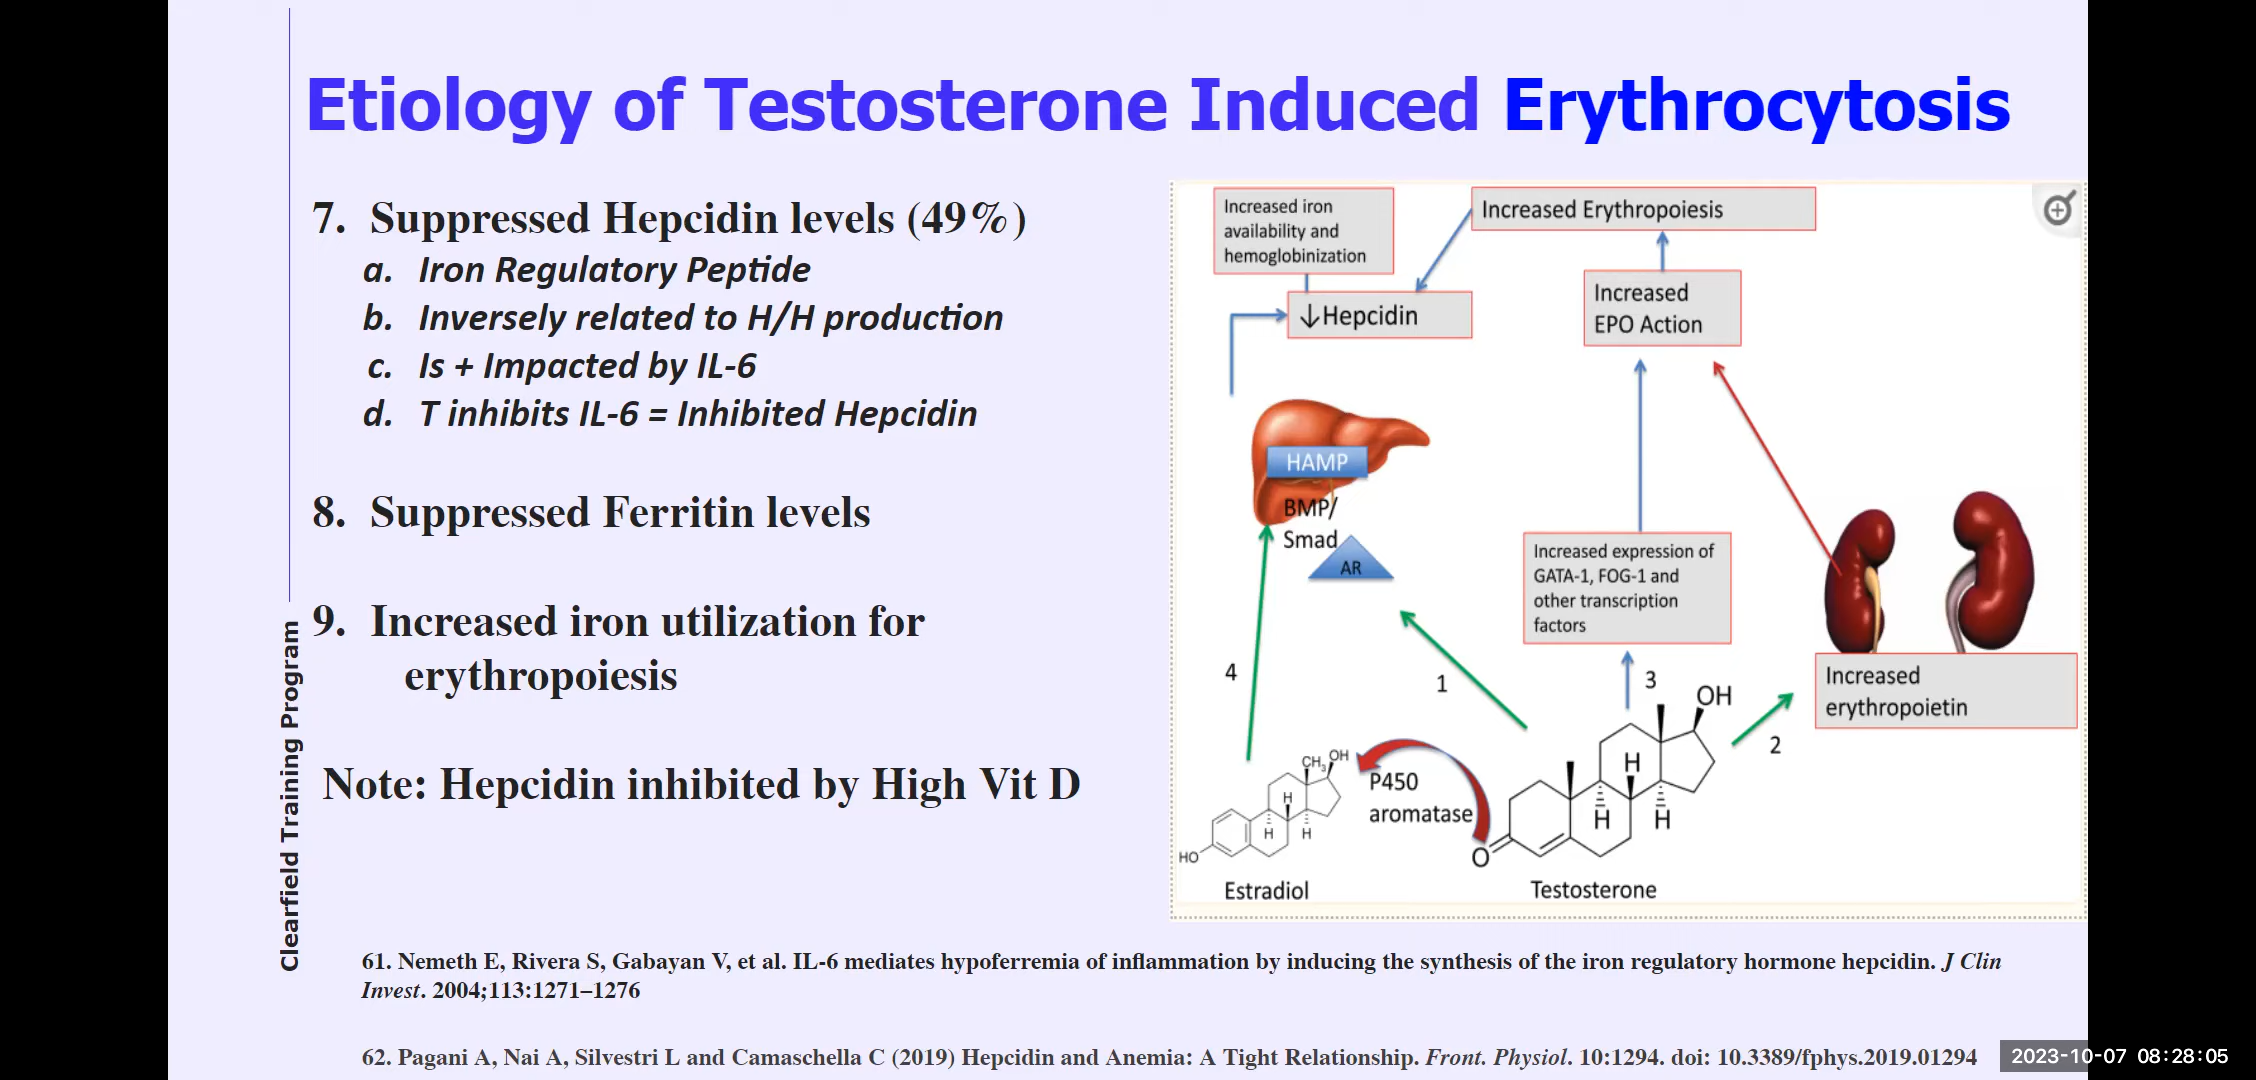 Etiology of Testosterone Induced Erythrocytosis
7. Suppressed Hepcidin levels (49%)
a. Iron Regulatory Peptide
b. Inversely related to H/H production
c. Is + Impacted by IL-6
d. T inhibits IL-6 = Inhibited Hepcidin
8. Suppressed Ferritin levels
9. Increased iron utilization for
erythropoiesis
Note: Hepcidin inhibited by High Vit D
Clearfield Training Program
Increased iron
availability and
hemoglobinization
Increased Erythropoiesis
↓Hepcidin
Increased
EPO Action
HAMP
BMP/
Smad
AR
Increased expression of
GATA-1, FOG-1 and
other transcription
factors
Increased
erythropoietin
4
1
3
2
OH
H
H
H
O
Testosterone
P450
aromatase
CH3
OH
H
H
H
HO
Estradiol
61. Nemeth E, Rivera S, Gabayan V, et al. IL-6 mediates hypoferremia of inflammation by inducing the synthesis of the iron regulatory hormone hepcidin. J Clin
Invest. 2004;113:1271–1276
62. Pagani A, Nai A, Silvestri L and Camaschella C (2019) Hepcidin and Anemia: A Tight Relationship. Front. Physiol. 10:1294. doi: 10.3389/fphys.2019.01294
2023-10-07 08:28:05